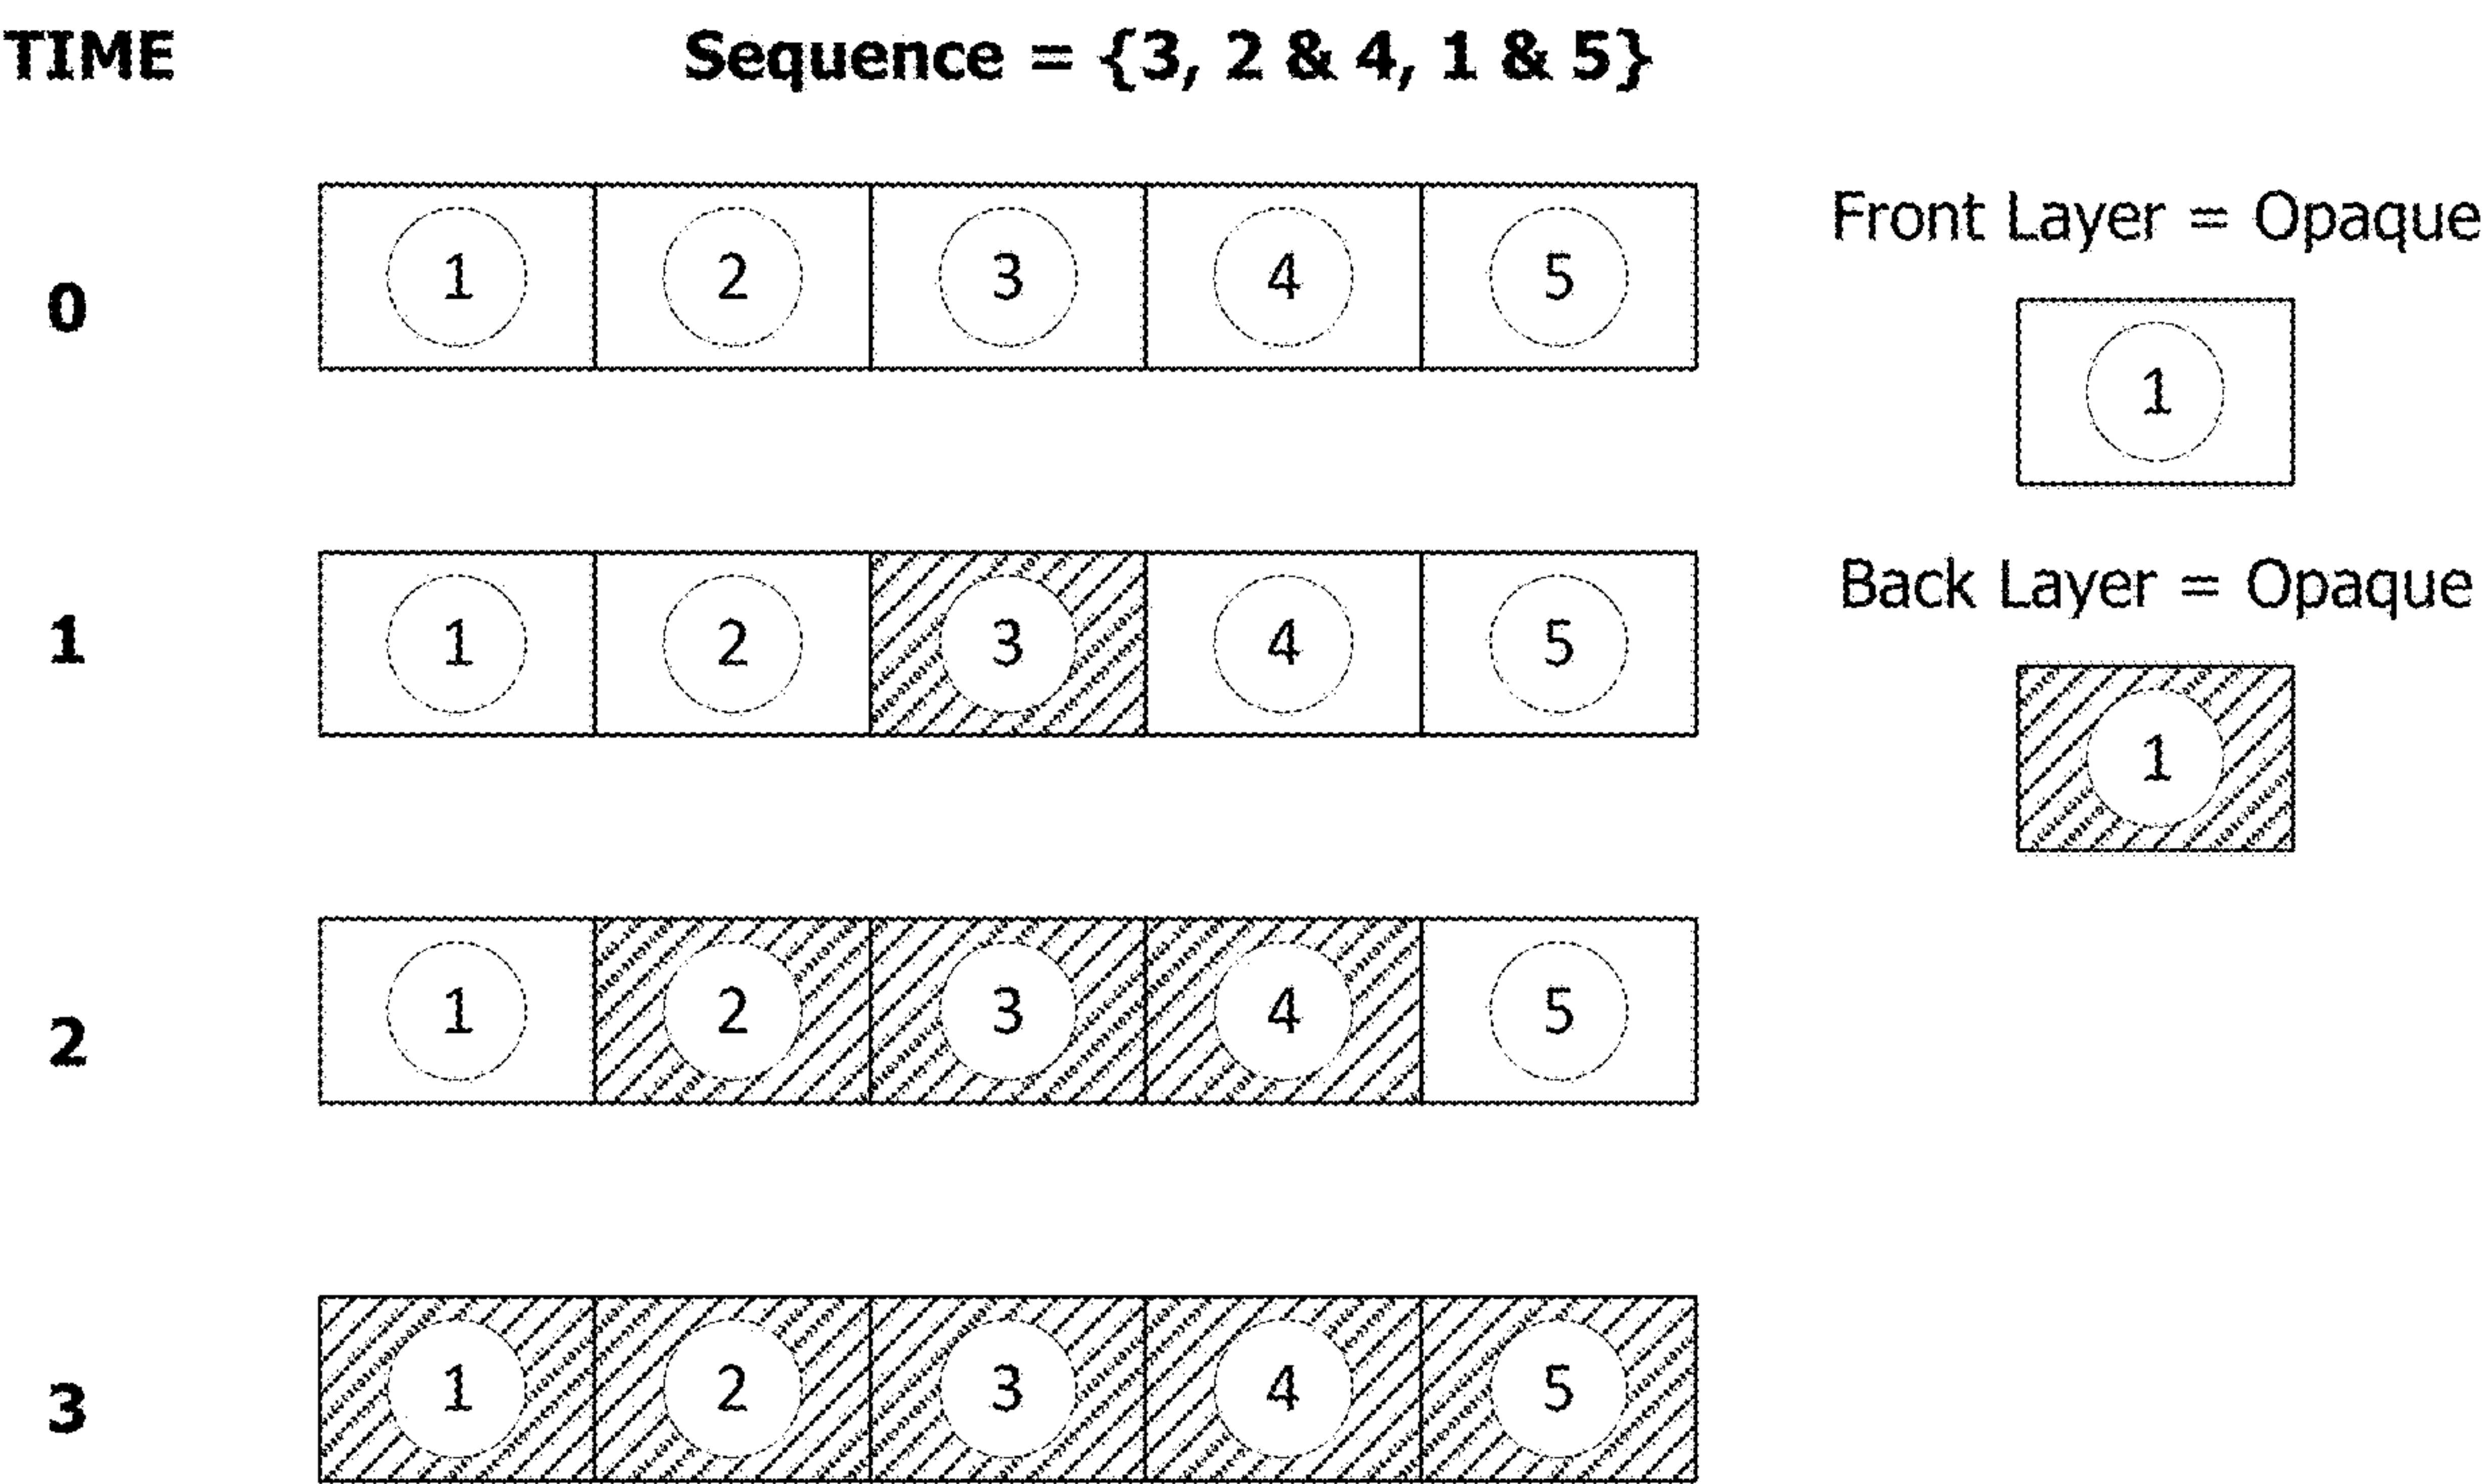 TIME Sequence = {3, 2 & 4, 1 & 5}
0 1 2 3 4 5
Front Layer = Opaque
1
1 1 2 3 4 5
Back Layer = Opaque
1
2 1 2 3 4 5
3 1 2 3 4 5